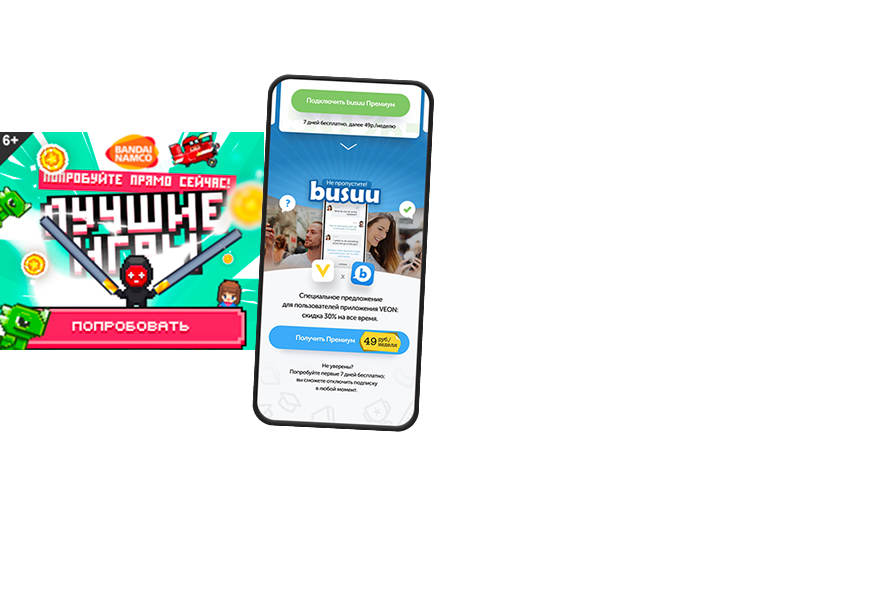 6+
BANDAI
NAMCO
ПОПРОБУЙТЕ ПРЯМО СЕЙЧАС!
ЛУЧШИЕ
ИГРЫ
ПОПРОБОВАТЬ
Подключить busuu Премиум
7 дней бесплатно, далее 49р./неделю
Не пропустите!
busuu
?
V
x
b
Специальное предложение
для пользователей приложения VEON:
скидка 30% на все время.
Получить Премиум
49 руб./
неделя
Не уверены?
Попробуйте первые 7 дней бесплатно;
вы сможете отключить подписку
в любой момент.